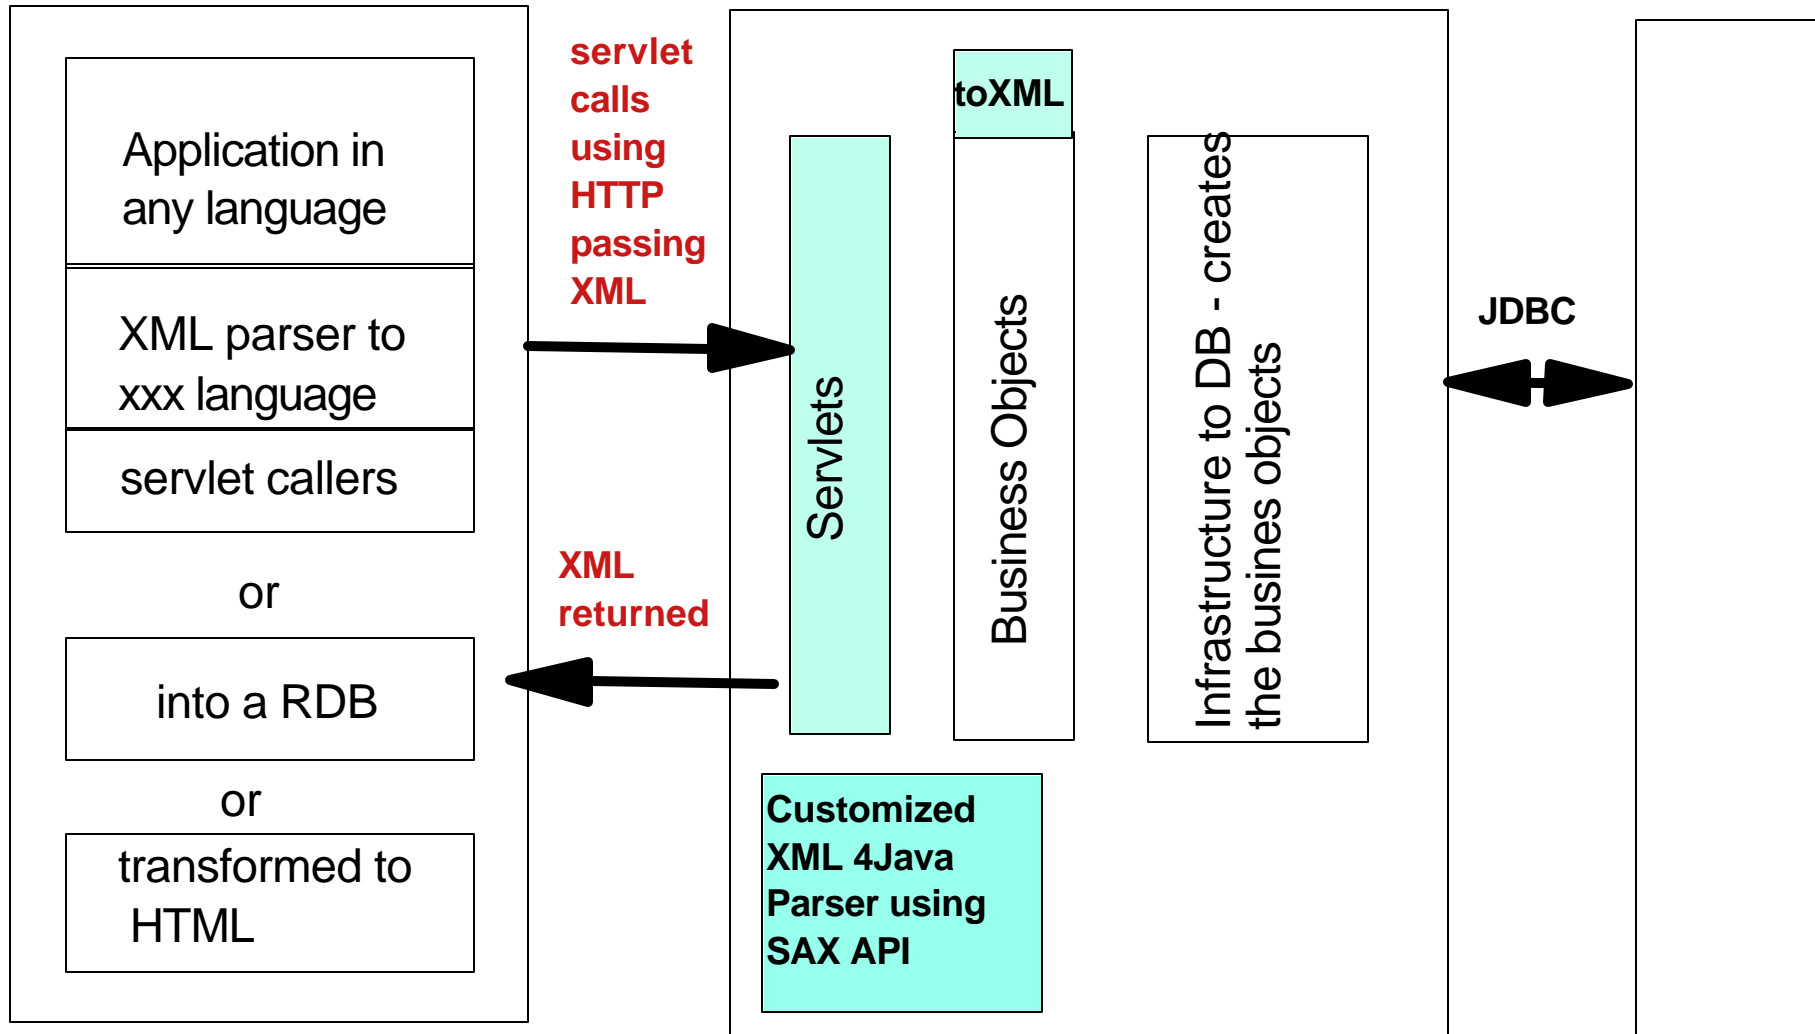 Application in
any language
XML parser to
xxx language
servlet callers
or
into a RDB
or
transformed to
HTML
servlet
calls
using
HTTP
passing
XML
XML
returned
toXML
Servlets
Business Objects
Infrastructure to DB - creates
the business objects
Customized
XML 4Java
Parser using
SAX API
JDBC